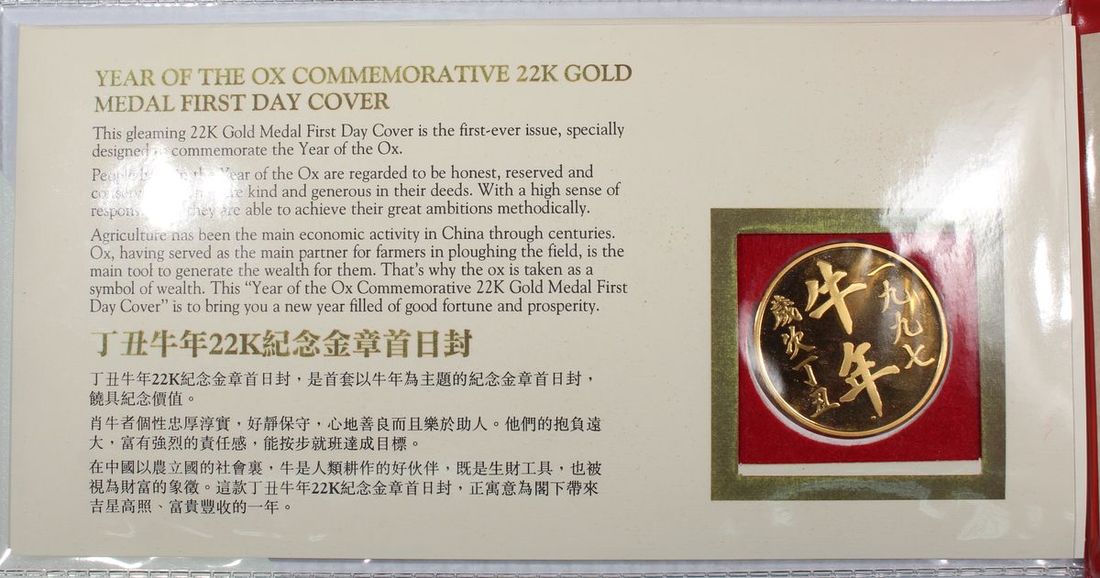 YEAR OF THE OX COMMEMORATIVE 22K GOLD
MEDAL FIRST DAY COVER
This gleaming 22K Gold Medal First Day Cover is the first-ever issue, specially
designed commemorate the Year of the Ox.
the Year of the Ox are regarded to be honest, reserved and
kind and generous in their deeds. With a high sense of
they are able to achieve their great ambitions methodically.
Agriculture has been the main economic activity in China through centuries.
Ox, having served as the main partner for farmers in ploughing the field, is the
main tool to generate the wealth for them. That's why the ox is taken as a
symbol of wealth. This "Year of the Ox Commemorative 22K Gold Medal First
Day Cover" is to bring you a new year filled of good fortune and prosperity.
丁丑牛年22K紀念金章首日封
丁丑牛年22K紀念金章首日封，是首套以牛年為主題的紀念金章首日封，
饒具紀念價值。
肖牛者個性忠厚淳實，好靜保守，心地善良而且樂於助人。他們的抱負遠
大，富有強烈的責任感，能按步就班達成目標。
在中國以農立國的社會裏，牛是人類耕作的好伙伴，既是生財工具，也被
視為財富的象徵。這款丁丑牛年22K紀念金章首日封，正寓意為閣下帶來
吉星高照、富貴豐收的一年。
一九九七
牛年
歲次丁丑